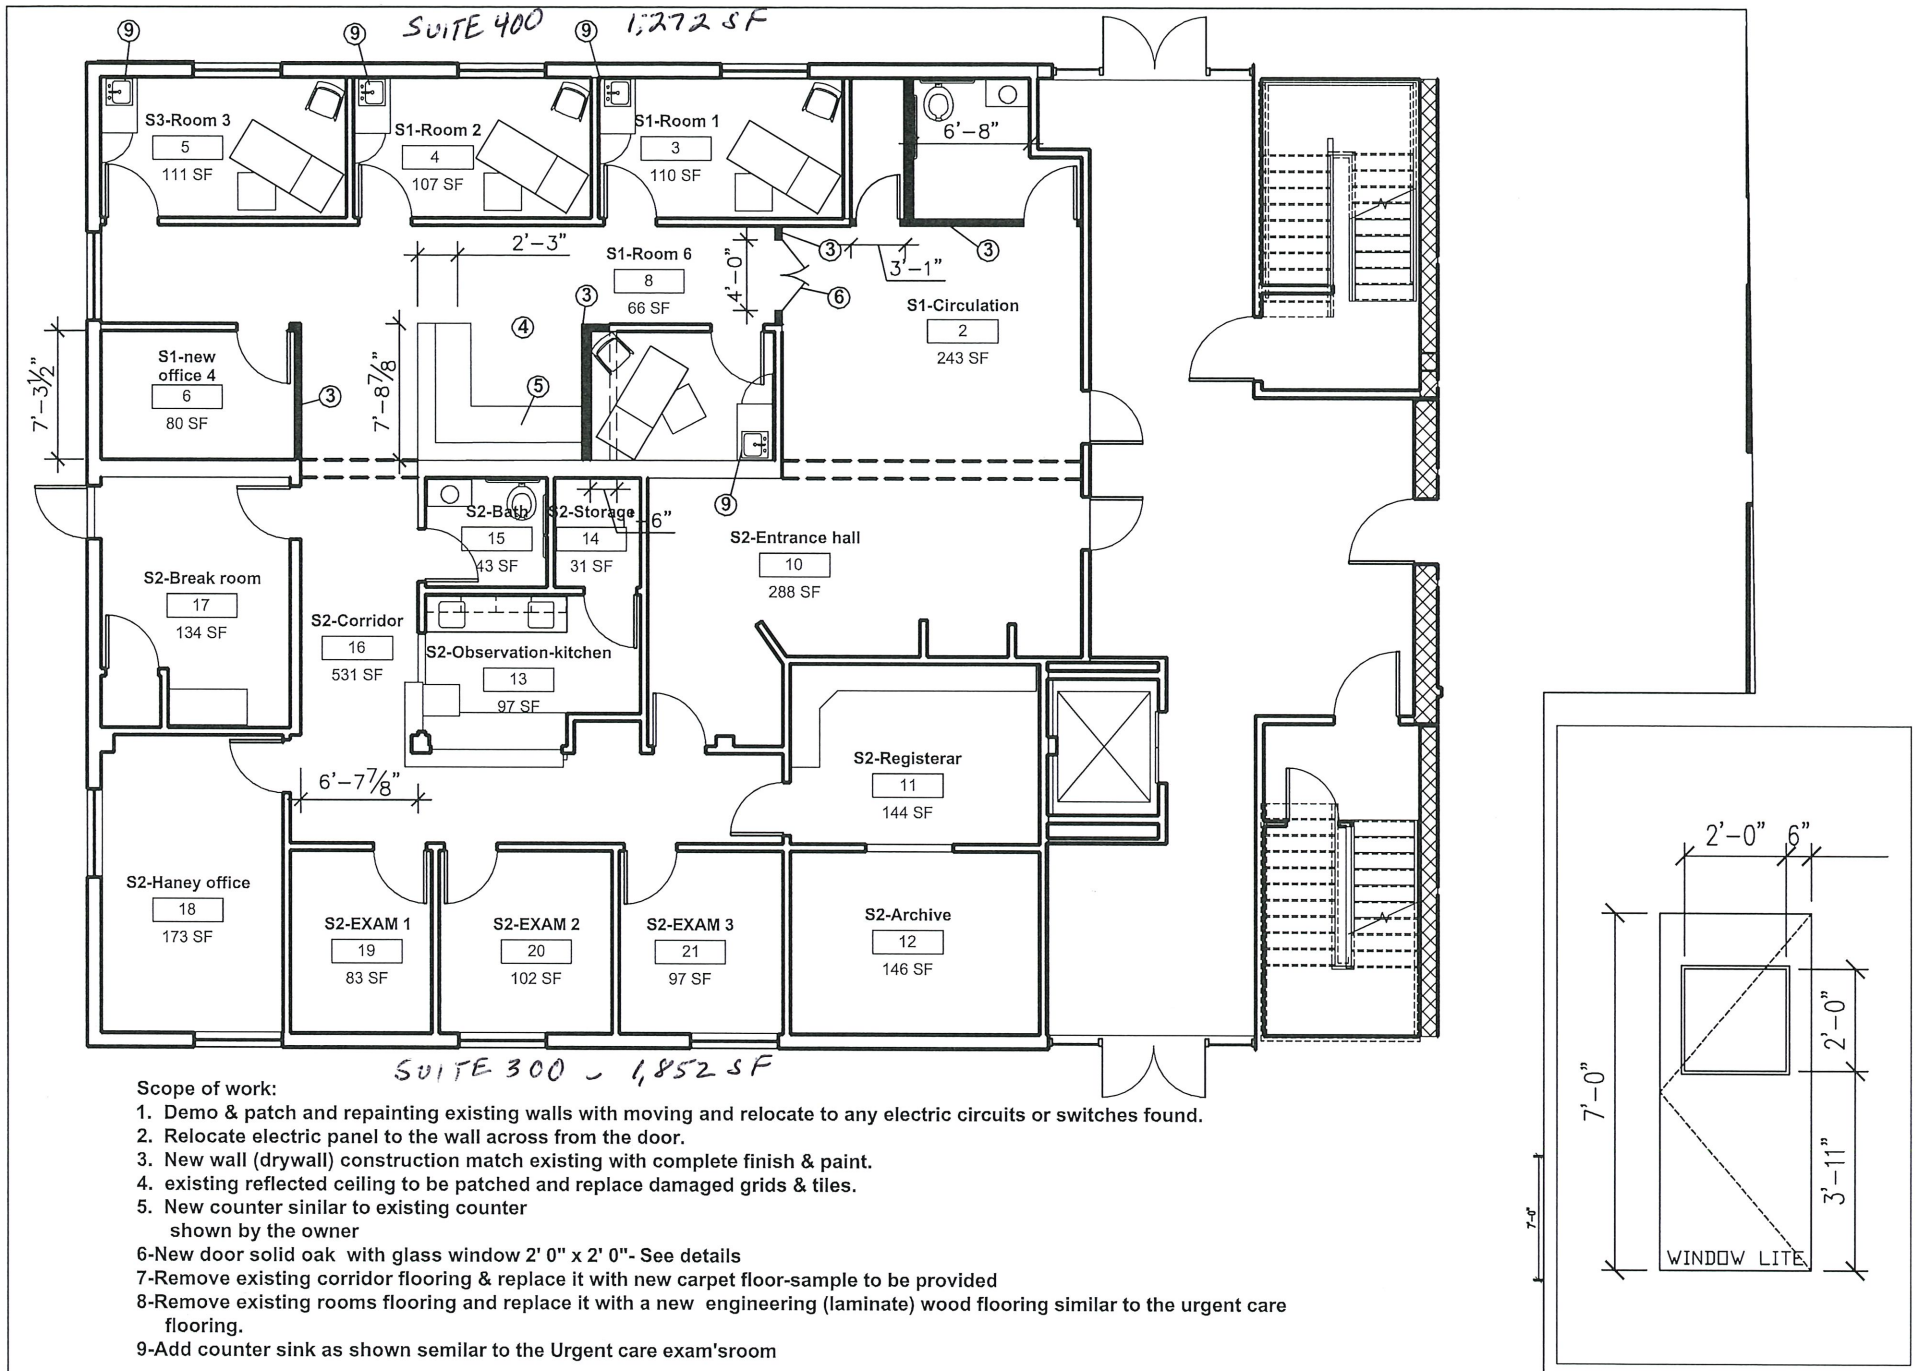 SUITE 400 1,272 SF
9
9
9
S3-Room 3
5
111 SF
S1-Room 2
4
107 SF
S1-Room 1
3
110 SF
6'-8"
2'-3"
S1-Room 6
8
66 SF
4'-0"
3
3'-1"
3
6
3
4
5
S1-Circulation
2
243 SF
S1-new
office 4
6
80 SF
7'-3½"
3
7'-8⅞"
9
S2-Bath
15
43 SF
S2-Storage
14
31 SF
-6"
S2-Entrance hall
10
288 SF
S2-Break room
17
134 SF
S2-Corridor
16
531 SF
S2-Observation-kitchen
13
97 SF
6'-7⅞"
S2-Registerar
11
144 SF
S2-Haney office
18
173 SF
S2-EXAM 1
19
83 SF
S2-EXAM 2
20
102 SF
S2-EXAM 3
21
97 SF
S2-Archive
12
146 SF
SUITE 300 - 1,852 SF
Scope of work:
1. Demo & patch and repainting existing walls with moving and relocate to any electric circuits or switches found.
2. Relocate electric panel to the wall across from the door.
3. New wall (drywall) construction match existing with complete finish & paint.
4. existing reflected ceiling to be patched and replace damaged grids & tiles.
5. New counter sinilar to existing counter
shown by the owner
6-New door solid oak with glass window 2' 0" x 2' 0"- See details
7-Remove existing corridor flooring & replace it with new carpet floor-sample to be provided
8-Remove existing rooms flooring and replace it with a new engineering (laminate) wood flooring similar to the urgent care
flooring.
9-Add counter sink as shown semilar to the Urgent care exam'sroom
2'-0" 6"
7'-0"
2'-0"
3'-11"
7'-0"
WINDOW LITE